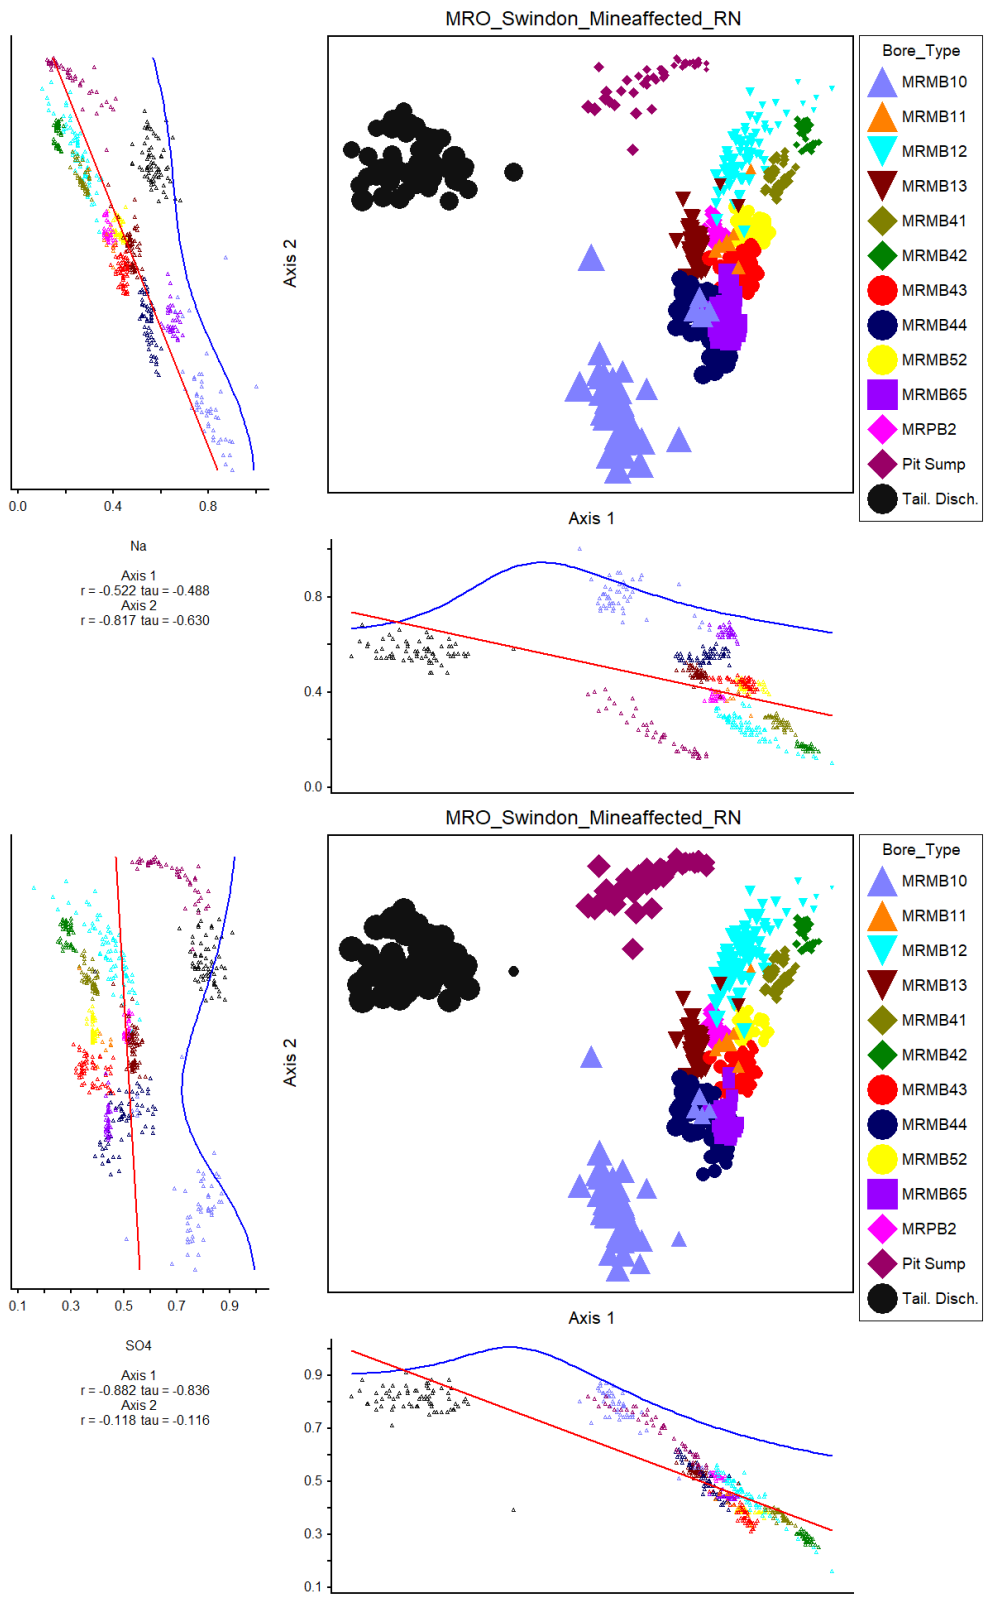 MRO_Swindon_Mineaffected_RN
Axis 2
Axis 1
Bore_Type
MRMB10
MRMB11
MRMB12
MRMB13
MRMB41
MRMB42
MRMB43
MRMB44
MRMB52
MRMB65
MRPB2
Pit Sump
Tail. Disch.
0.0 0.4 0.8
Na
Axis 1
r = -0.522 tau = -0.488
Axis 2
r = -0.817 tau = -0.630
0.8
0.4
0.0
MRO_Swindon_Mineaffected_RN
Axis 2
Axis 1
Bore_Type
MRMB10
MRMB11
MRMB12
MRMB13
MRMB41
MRMB42
MRMB43
MRMB44
MRMB52
MRMB65
MRPB2
Pit Sump
Tail. Disch.
0.1 0.3 0.5 0.7 0.9
SO4
Axis 1
r = -0.882 tau = -0.836
Axis 2
r = -0.118 tau = -0.116
0.9
0.7
0.5
0.3
0.1